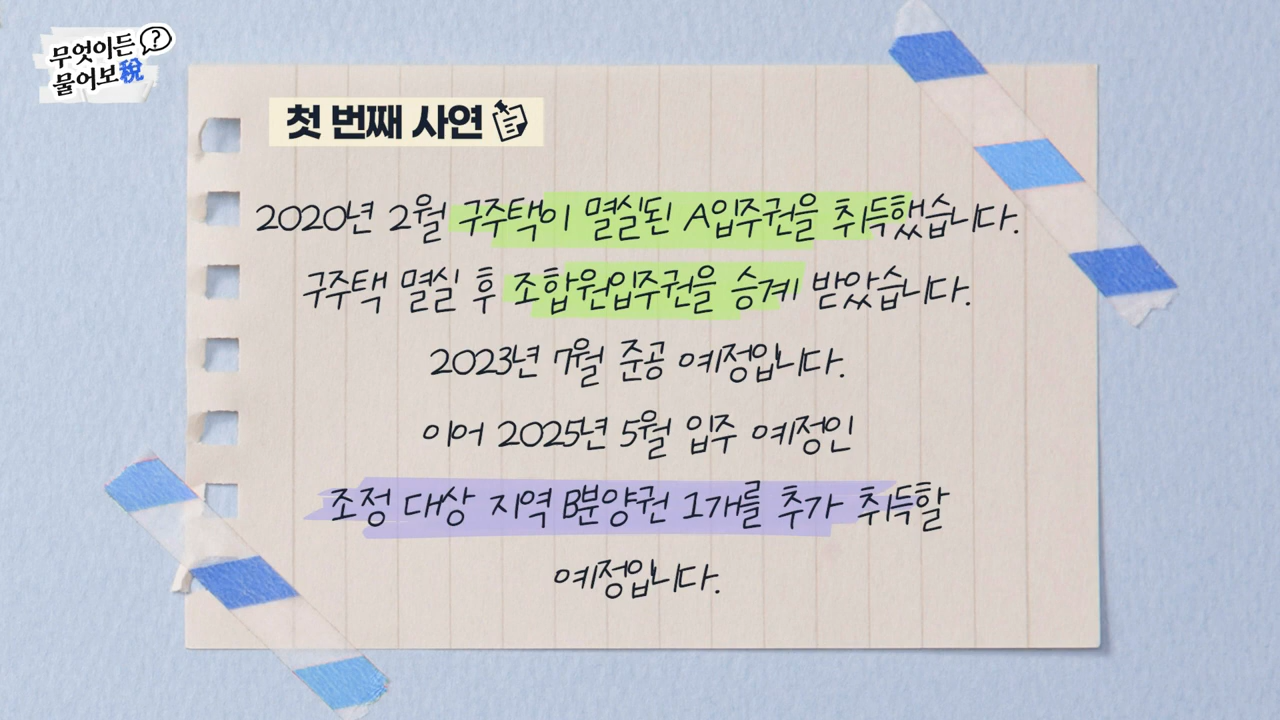 무엇이든
물어보稅
?
첫 번째 사연
2020년 2월 구주택이 멸실된 A입주권을 취득했습니다.
구주택 멸실 후 조합원입주권을 승계 받았습니다.
2023년 7월 준공 예정입니다.
이어 2025년 5월 입주 예정인
조정 대상 지역 B분양권 1개를 추가 취득할
예정입니다.